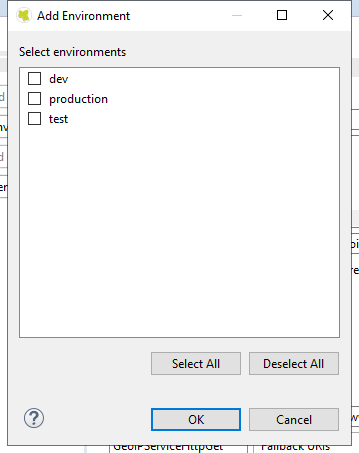 Add Environment
Select environments
dev
production
test
Select All
Deselect All
OK
Cancel
GeoIPServiceHttpGet
Fallback URIs